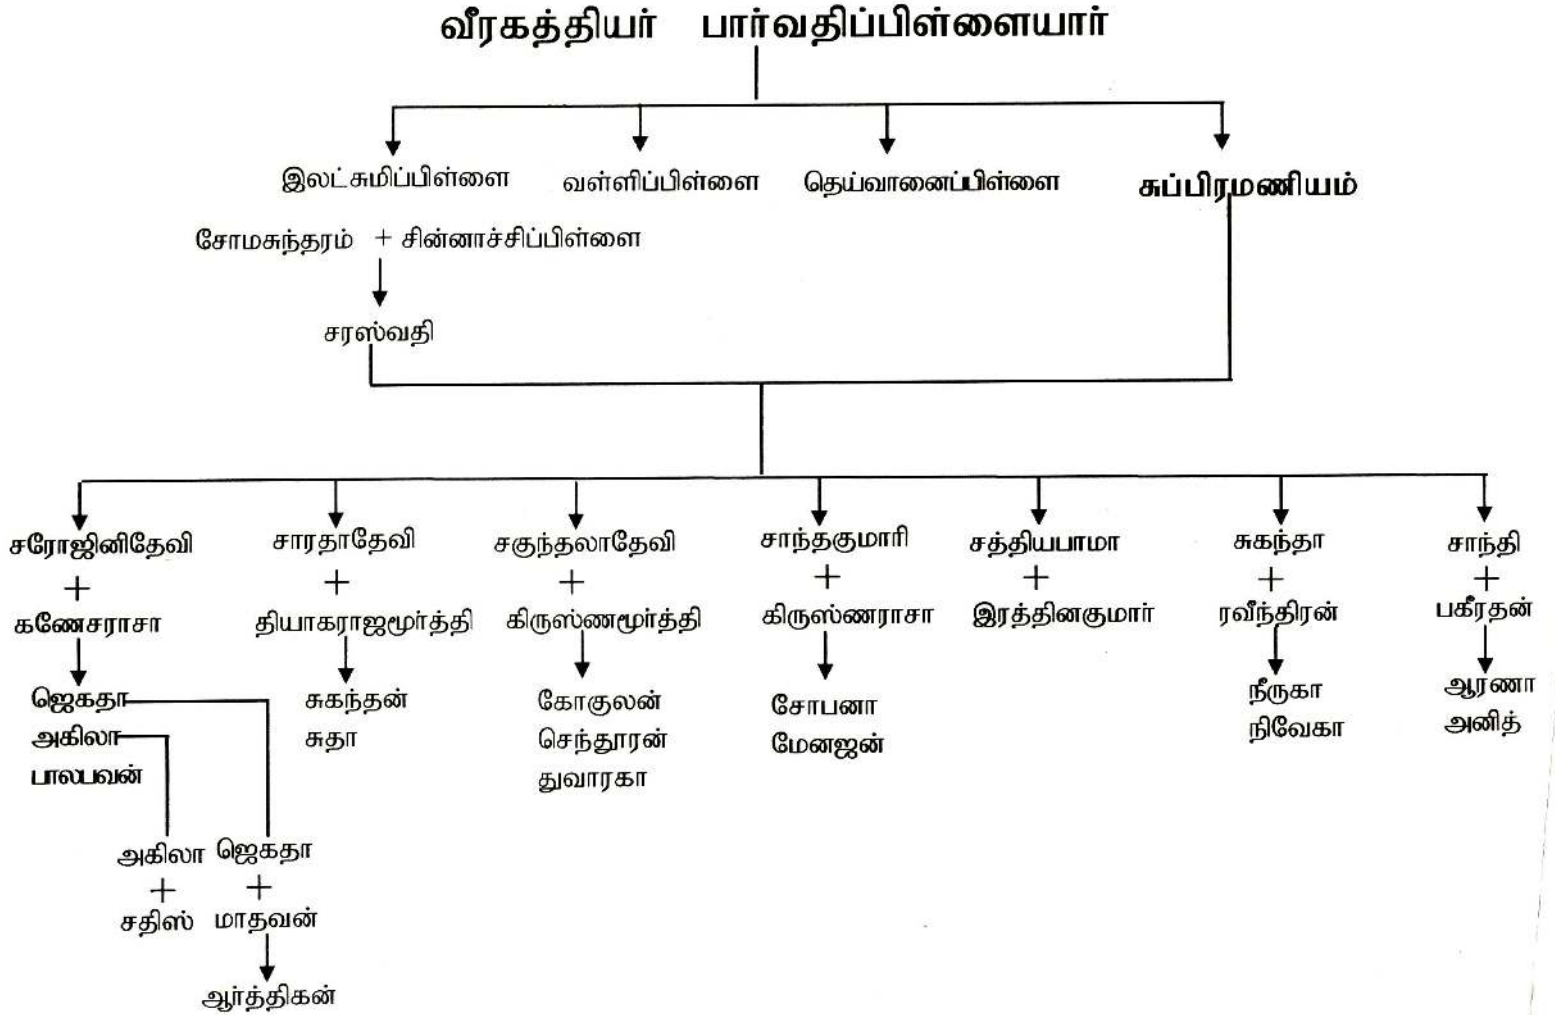 வீரகத்தியர் பார்வதிப்பிள்ளையார்
இலட்சுமிப்பிள்ளை வள்ளிப்பிள்ளை தெய்வானைப்பிள்ளை சுப்பிரமணியம்
சோமசுந்தரம் + சின்னாச்சிப்பிள்ளை
சரஸ்வதி
சரோஜினிதேவி சாரதாதேவி சகுந்தலாதேவி சாந்தகுமாரி சத்தியபாமா சுகந்தா சாந்தி
+ + + + + + +
கணேசராசா தியாகராஜமூர்த்தி கிருஸ்ணமூர்த்தி கிருஸ்ணராசா இரத்தினகுமார் ரவீந்திரன் பகீரதன்
ஜெகதா சுகந்தன் கோகுலன் சோபனா நீருகா ஆரணா
அகிலா சுதா செந்தூரன் மேனஜன் நிவேகா அனித்
பாலபவன் துவாரகா
அகிலா ஜெகதா
+ +
சதிஸ் மாதவன்
ஆர்த்திகன்